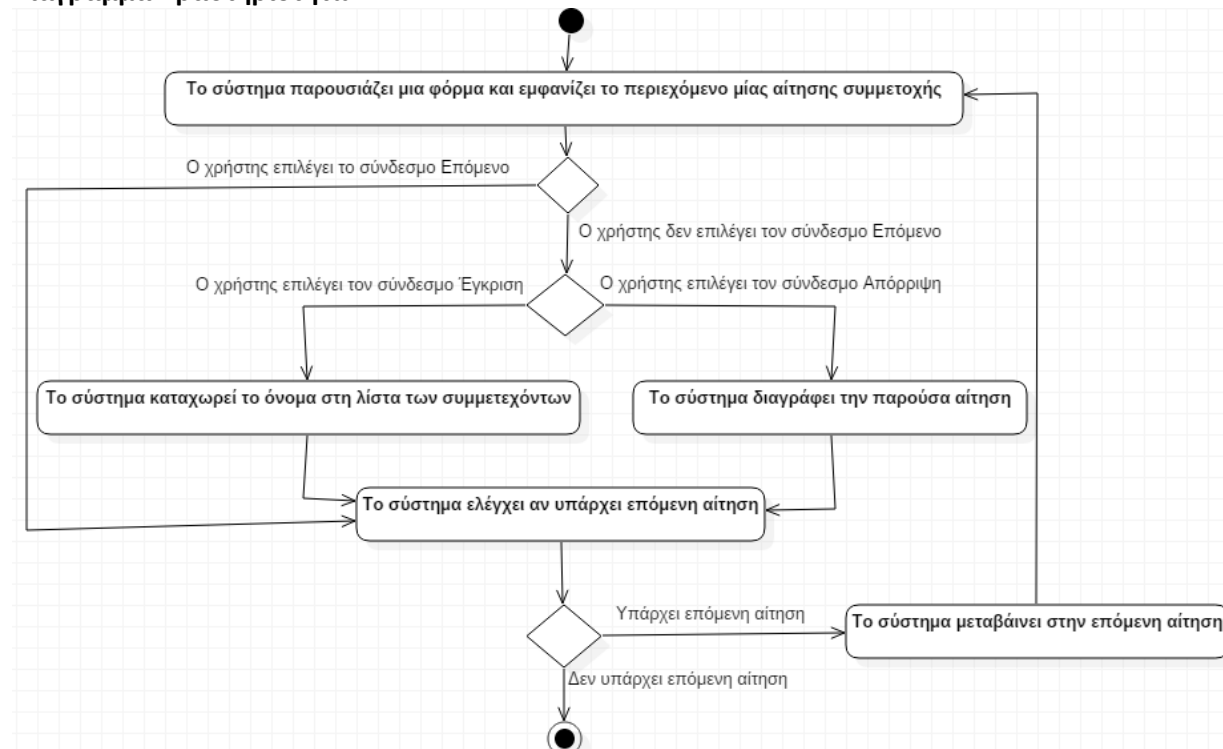 Το σύστημα παρουσιάζει μια φόρμα και εμφανίζει το περιεχόμενο μίας αίτησης συμμετοχής
Ο χρήστης επιλέγει το σύνδεσμο Επόμενο
Ο χρήστης δεν επιλέγει τον σύνδεσμο Επόμενο
Ο χρήστης επιλέγει τον σύνδεσμο Έγκριση
Ο χρήστης επιλέγει τον σύνδεσμο Απόρριψη
Το σύστημα καταχωρεί το όνομα στη λίστα των συμμετεχόντων
Το σύστημα διαγράφει την παρούσα αίτηση
Το σύστημα ελέγχει αν υπάρχει επόμενη αίτηση
Υπάρχει επόμενη αίτηση
Το σύστημα μεταβάινει στην επόμενη αίτηση
Δεν υπάρχει επόμενη αίτηση